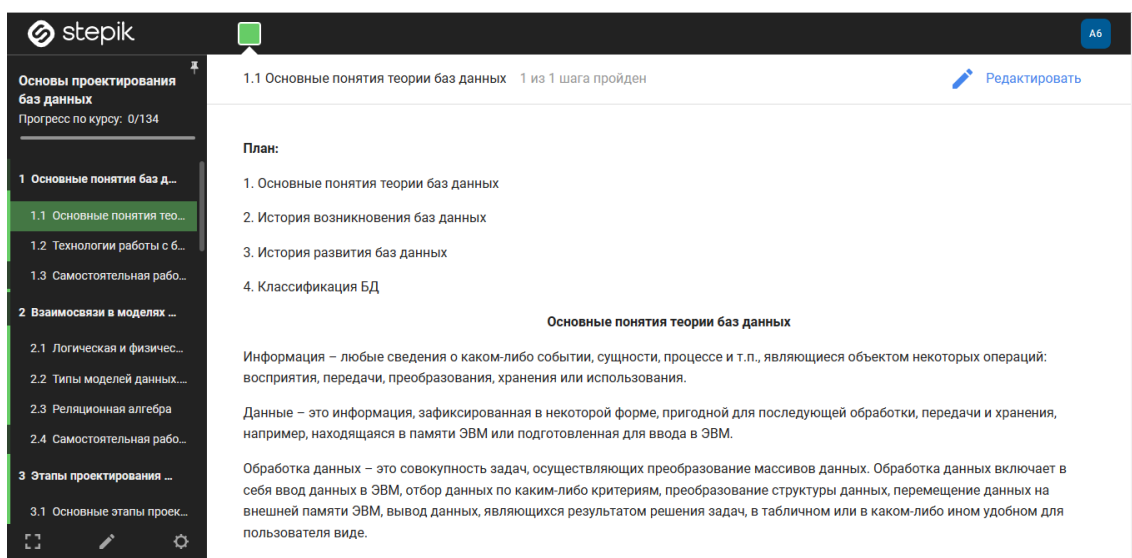 stepik
A6
Основы проектирования
баз данных
Прогресс по курсу: 0/134
1 Основные понятия баз д...
1.1 Основные понятия тео...
1.2 Технологии работы с б...
1.3 Самостоятельная рабо...
2 Взаимосвязи в моделях ...
2.1 Логическая и физичес...
2.2 Типы моделей данных....
2.3 Реляционная алгебра
2.4 Самостоятельная рабо...
3 Этапы проектирования ...
3.1 Основные этапы проек...
1.1 Основные понятия теории баз данных 1 из 1 шага пройден
Редактировать
План:
1. Основные понятия теории баз данных
2. История возникновения баз данных
3. История развития баз данных
4. Классификация БД
Основные понятия теории баз данных
Информация – любые сведения о каком-либо событии, сущности, процессе и т.п., являющиеся объектом некоторых операций:
восприятия, передачи, преобразования, хранения или использования.
Данные – это информация, зафиксированная в некоторой форме, пригодной для последующей обработки, передачи и хранения,
например, находящаяся в памяти ЭВМ или подготовленная для ввода в ЭВМ.
Обработка данных – это совокупность задач, осуществляющих преобразование массивов данных. Обработка данных включает в
себя ввод данных в ЭВМ, отбор данных по каким-либо критериям, преобразование структуры данных, перемещение данных на
внешней памяти ЭВМ, вывод данных, являющихся результатом решения задач, в табличном или в каком-либо ином удобном для
пользователя виде.